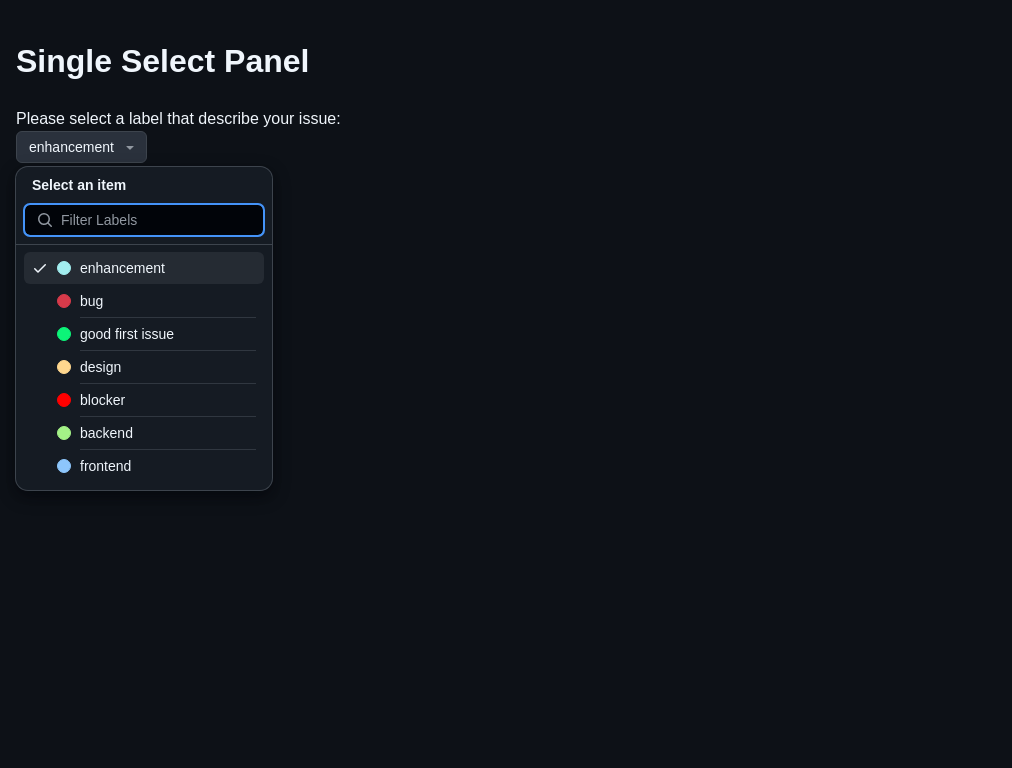 Single Select Panel
Please select a label that describe your issue:
enhancement
Select an item
Filter Labels
enhancement
bug
good first issue
design
blocker
backend
frontend